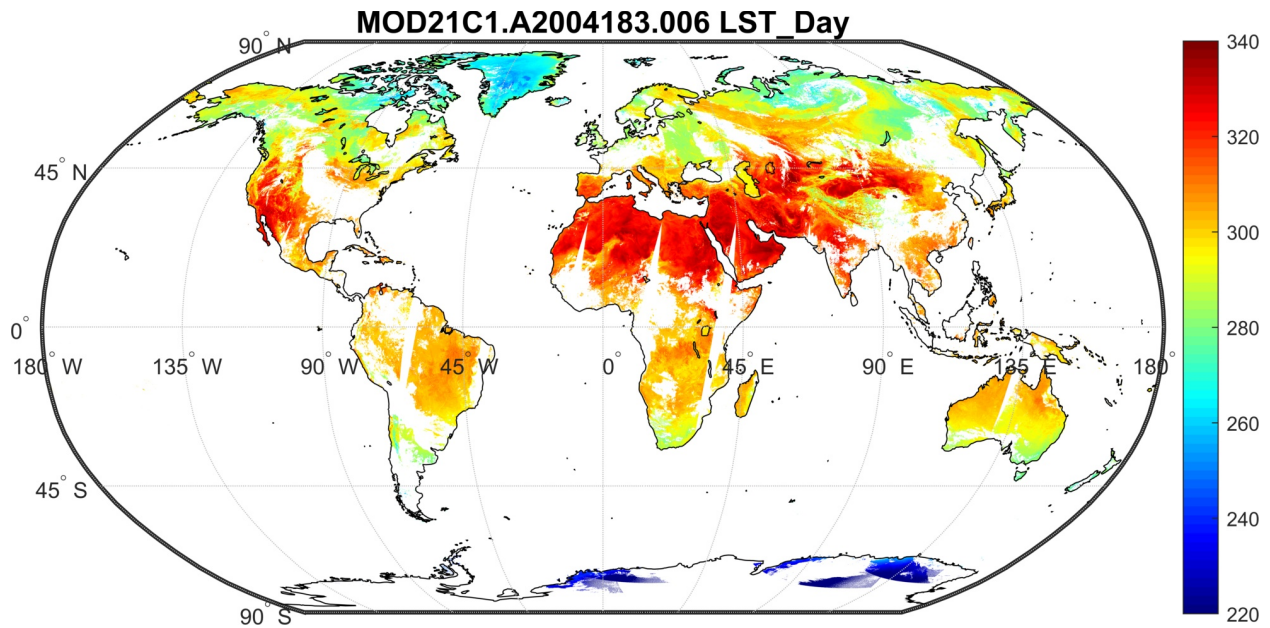 MOD21C1.A2004183.006 LST_Day
90° N
45° N
0°
180° W
135° W
90° W
45° W
0°
45° E
90° E
135° E
180°
45° S
90° S
340
320
300
280
260
240
220